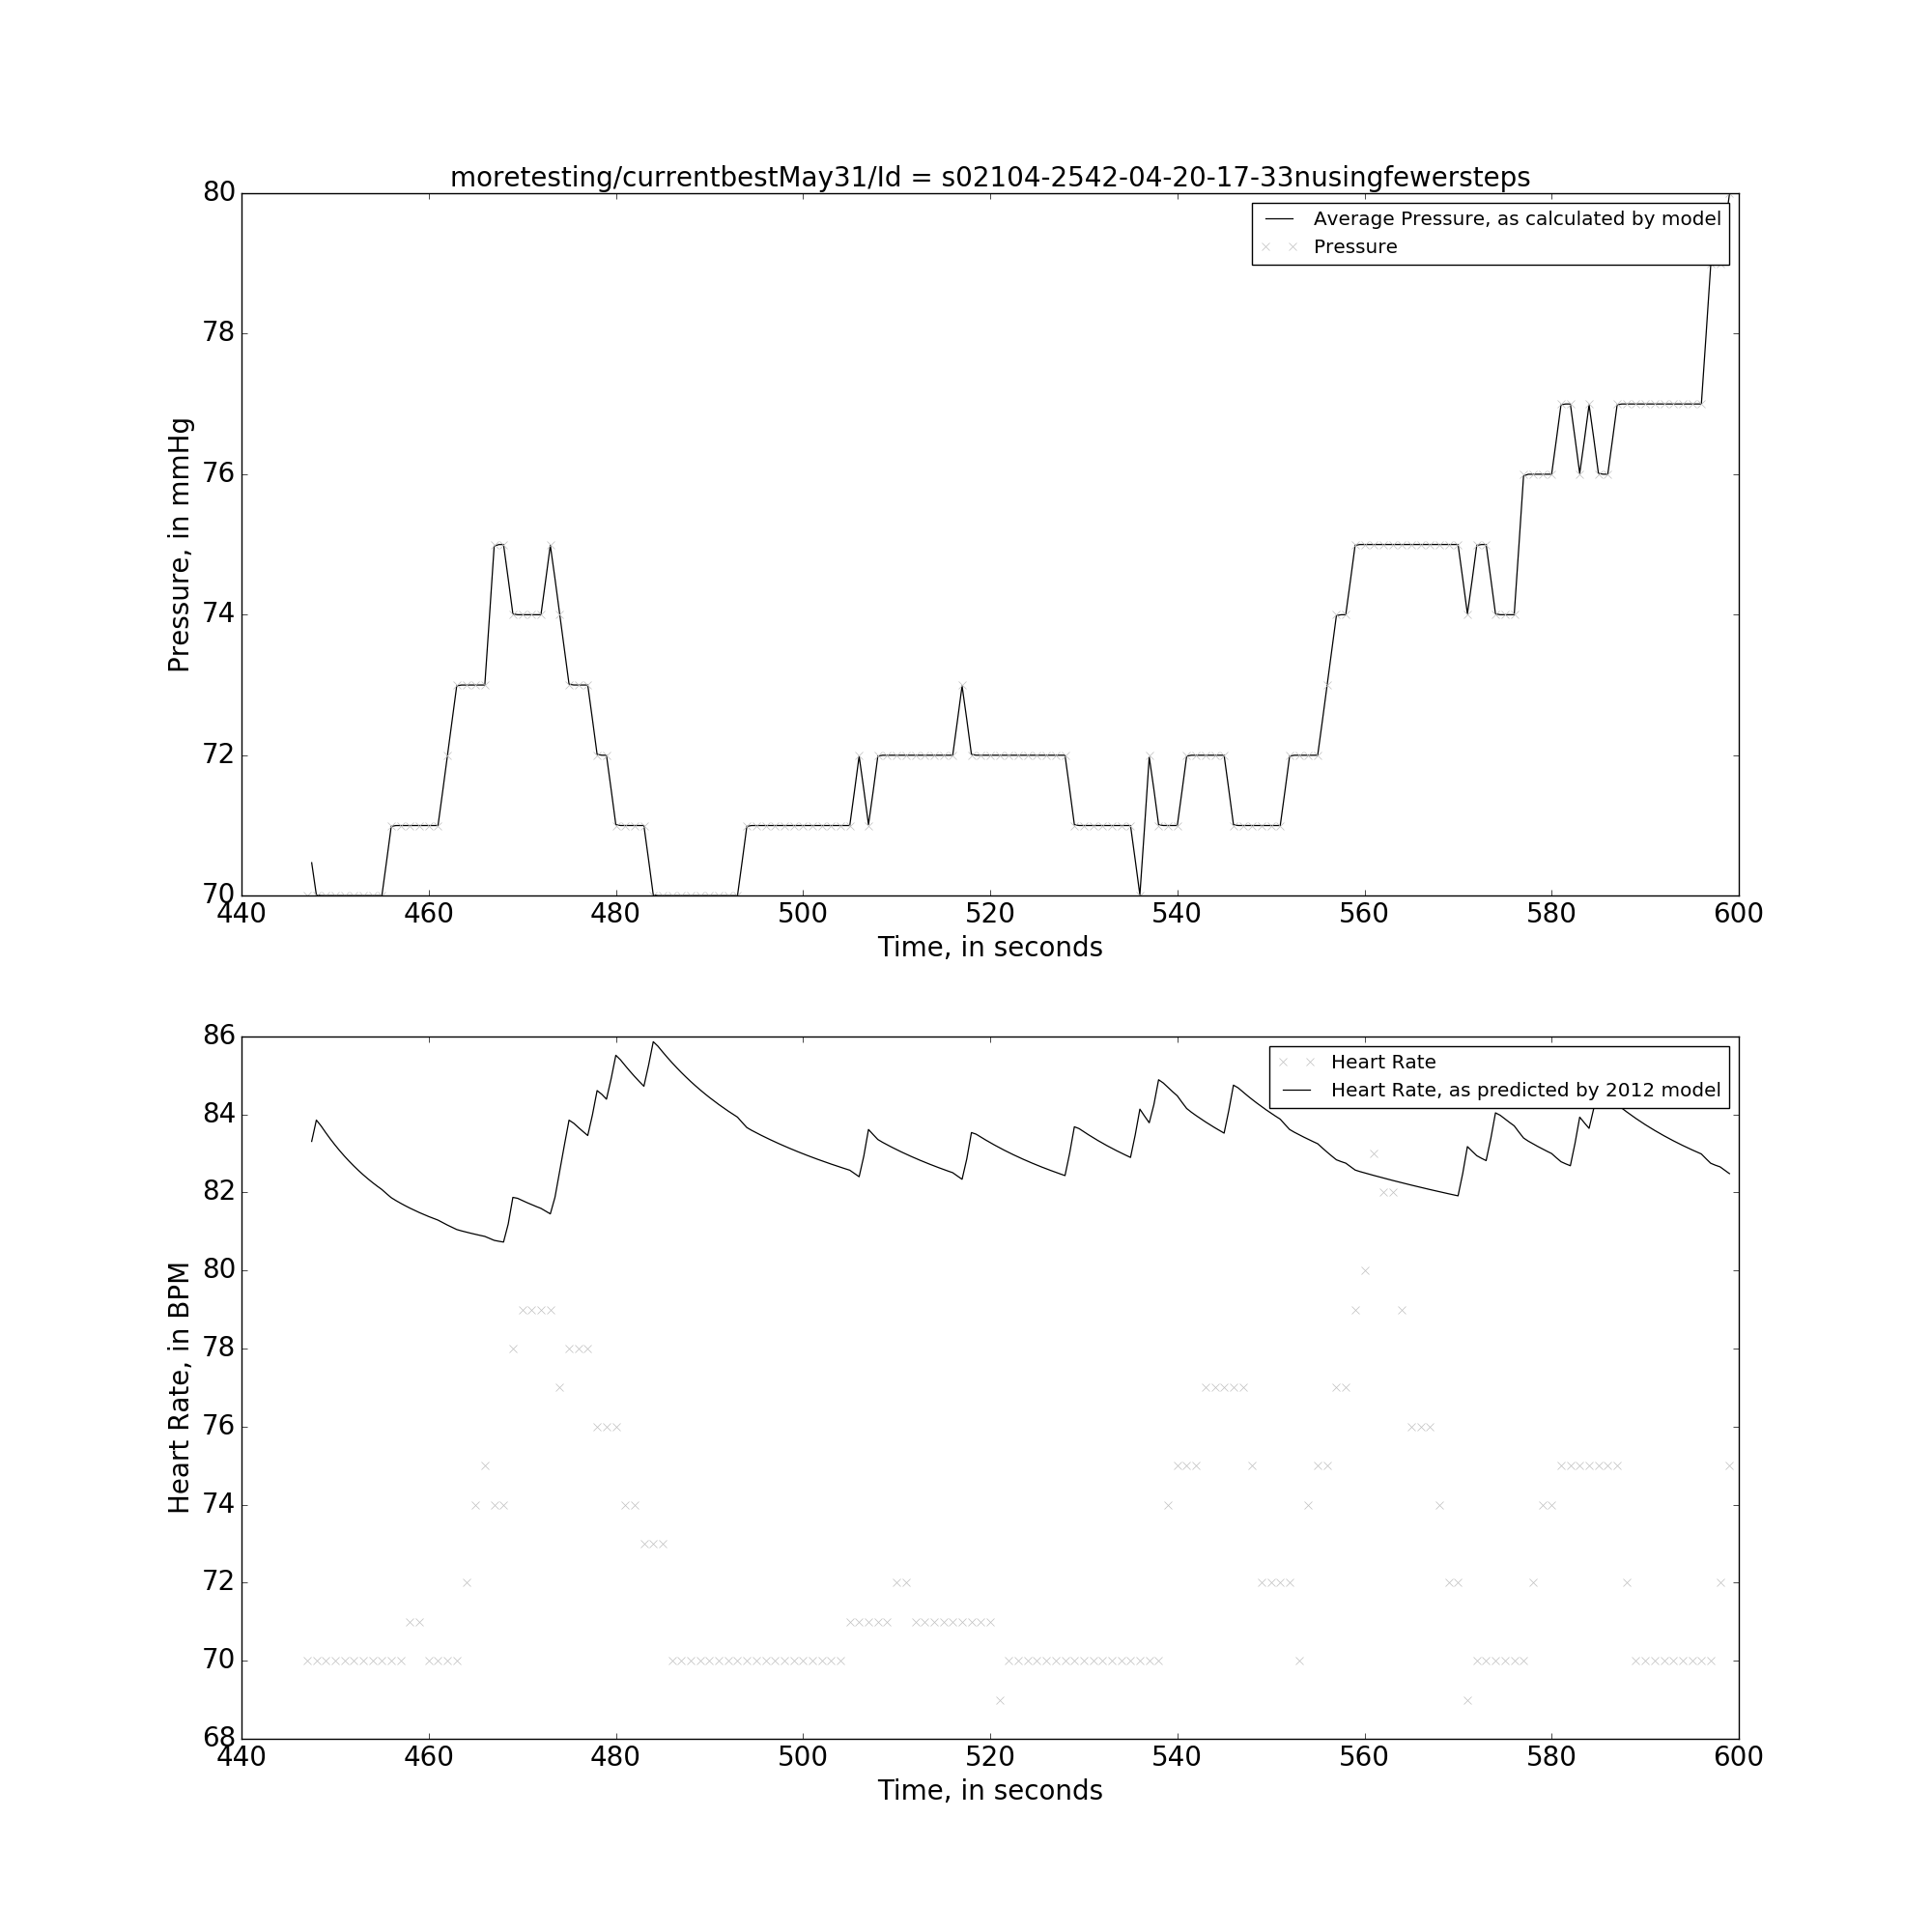 moretesting/currentbestMay31/Id = s02104-2542-04-20-17-33nusingfewersteps
80
Average Pressure, as calculated by model
Pressure
78
76
Pressure, in mmHg
74
72
70
440 460 480 500 520 540 560 580 600
Time, in seconds
86
Heart Rate
Heart Rate, as predicted by 2012 model
84
82
80
Heart Rate, in BPM
78
76
74
72
70
68
440 460 480 500 520 540 560 580 600
Time, in seconds